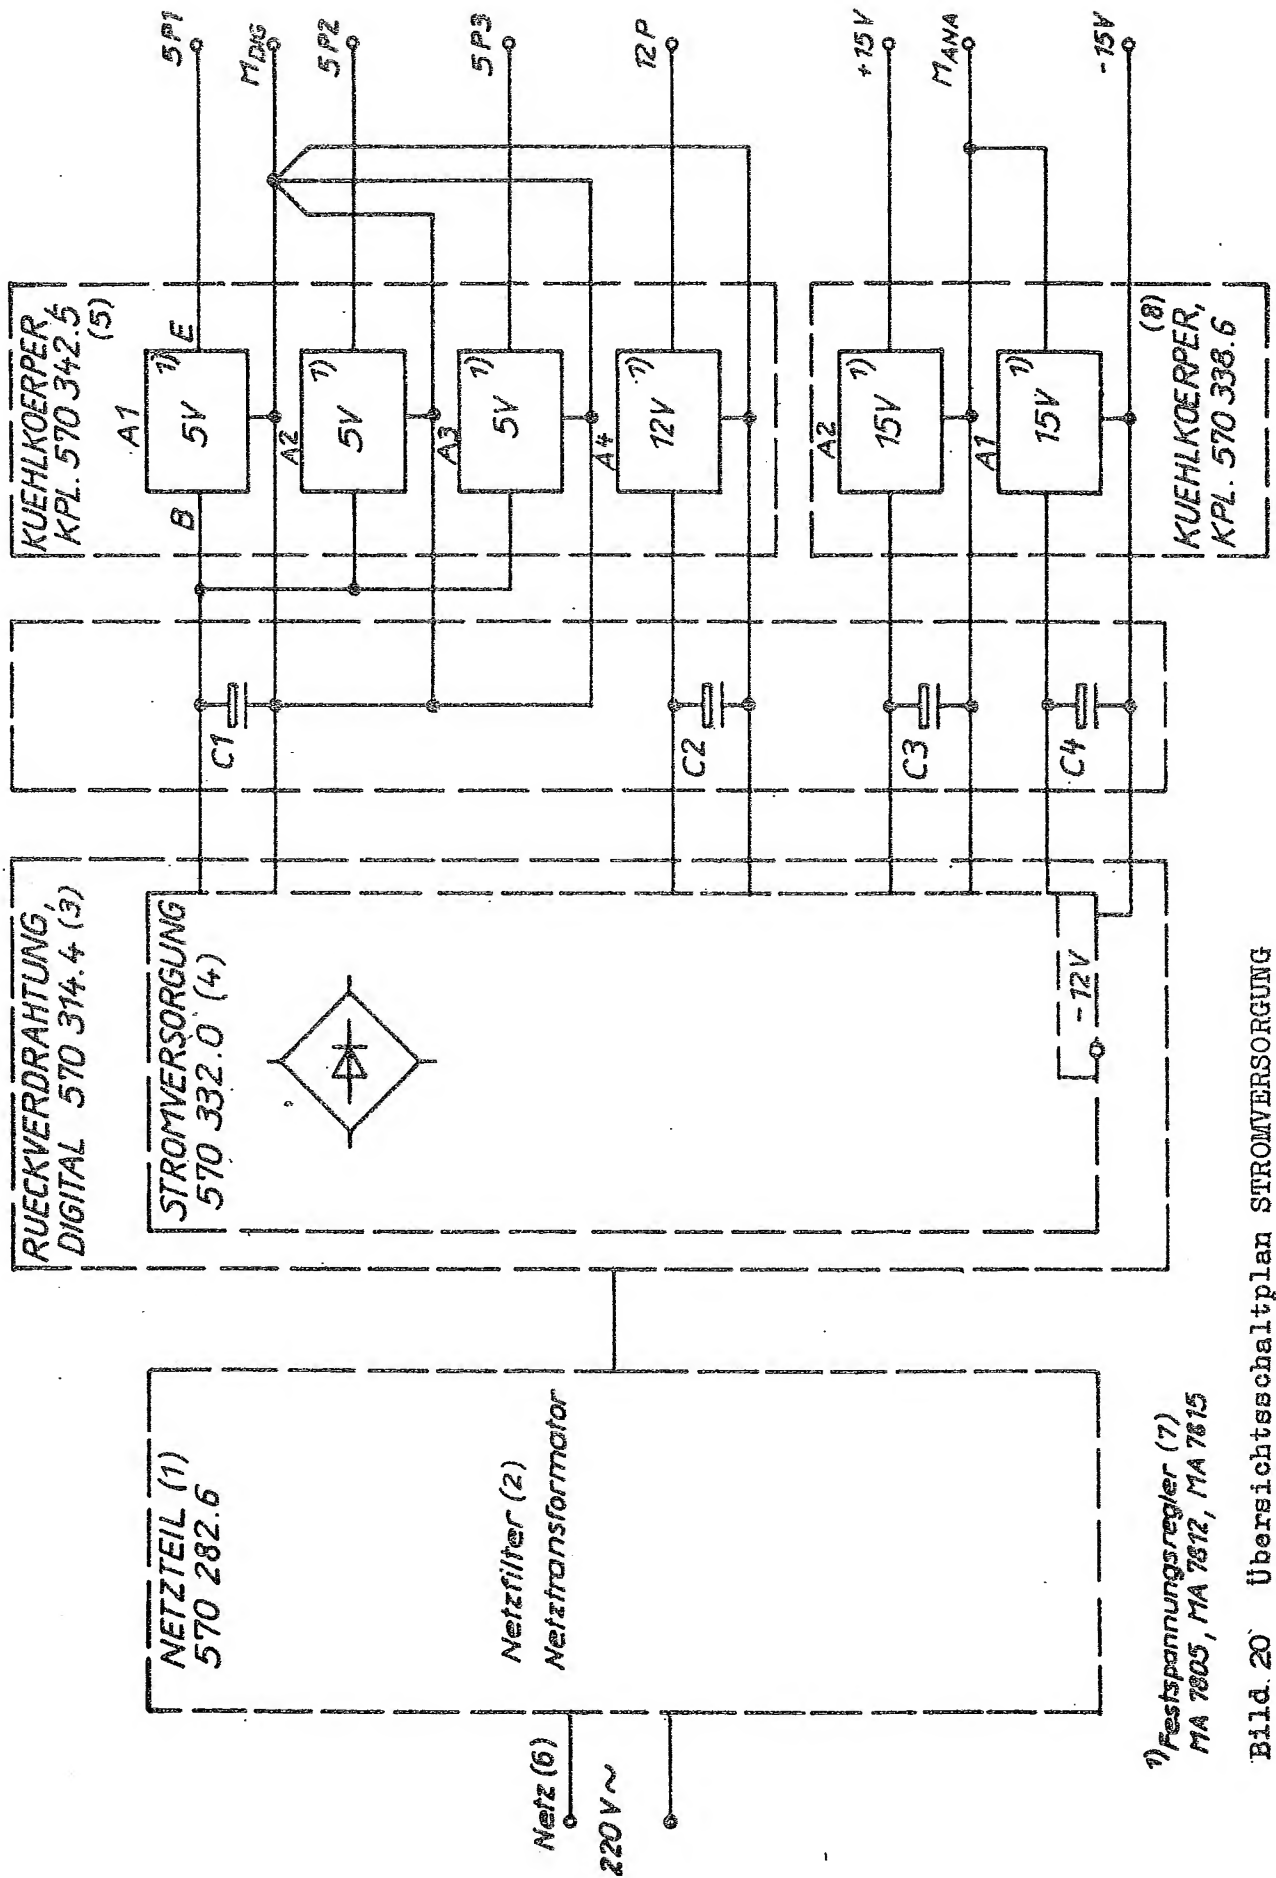 Netz (6)
220 V ~
NETZTEIL (1)
570 282.6
Netzfilter (2)
Netztransformator
RUECKVERDRAHTUNG,
DIGITAL 570 314.4 (3)
STROMVERSORGUNG
570 332.0 (4)
-12V
C1
C2
C3
C4
KUEHLKOERPER,
KPL. 570 342.5
(5)
A1
B
5V
1)
E
A2
5V
1)
A3
5V
1)
A4
12V
1)
A2
15V
1)
A1
15V
1)
(8)
KUEHLKOERPER,
KPL. 570 338.6
5P1
MDIG
5P2
5P3
12P
+15V
MANA
-15V
1) Festspannungsregler (7)
MA 7805, MA 7812, MA 7815
Bild 20 Übersichtsschaltplan STROMVERSORGUNG